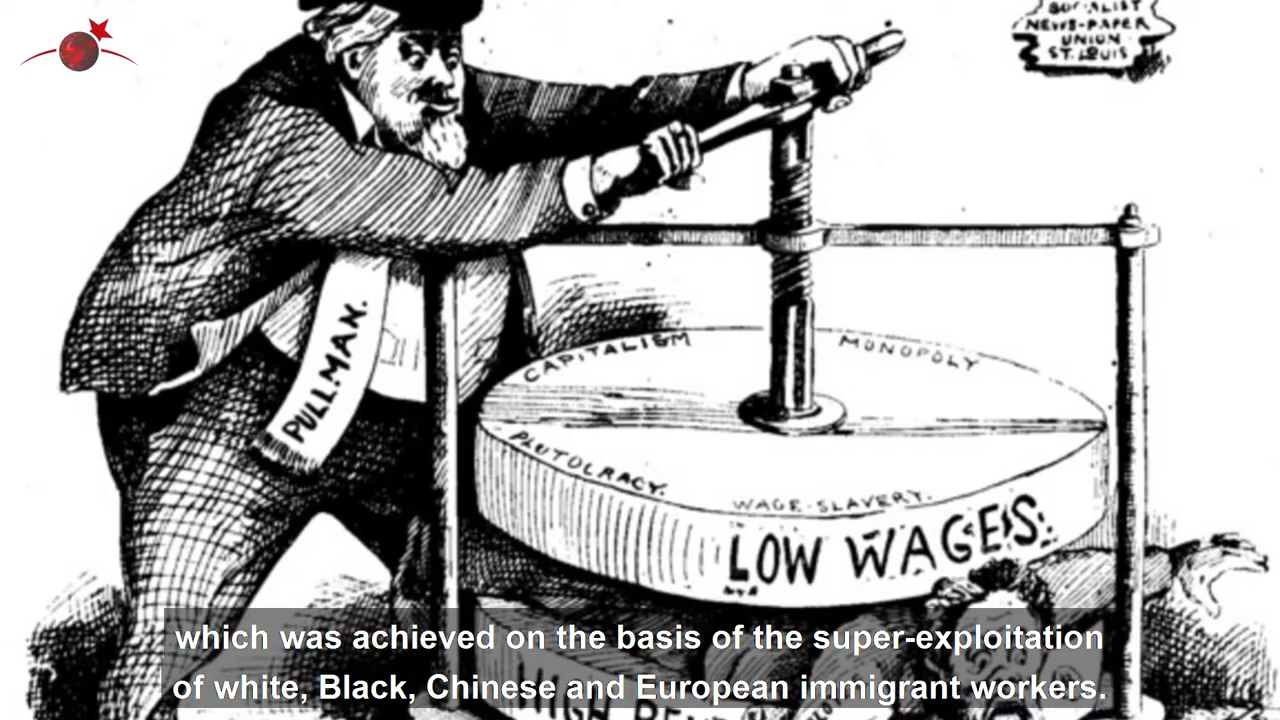 SOCIALIST
NEWS-PAPER
UNION
ST. LOUIS
CAPITALISM
MONOPOLY
PULLMAN.
PLUTOCRACY.
WAGE-SLAVERY.
LOW WAGES.
which was achieved on the basis of the super-exploitation
of white, Black, Chinese and European immigrant workers.
HIGH